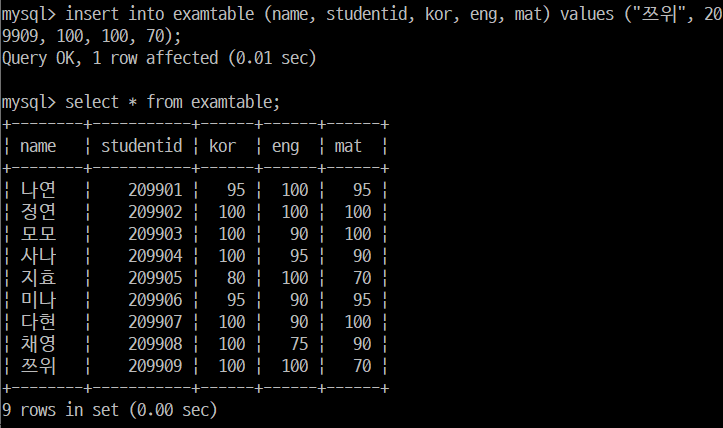 mysql> insert into examtable (name, studentid, kor, eng, mat) values ("쯔위", 20
9909, 100, 100, 70);
Query OK, 1 row affected (0.01 sec)
mysql> select * from examtable;
+--------+-----------+------+------+------+
¦ name   ¦ studentid ¦ kor  ¦ eng  ¦ mat  ¦
+--------+-----------+------+------+------+
¦ 나연   ¦    209901 ¦   95 ¦  100 ¦   95 ¦
¦ 정연   ¦    209902 ¦  100 ¦  100 ¦  100 ¦
¦ 모모   ¦    209903 ¦  100 ¦   90 ¦  100 ¦
¦ 사나   ¦    209904 ¦  100 ¦   95 ¦   90 ¦
¦ 지효   ¦    209905 ¦   80 ¦  100 ¦   70 ¦
¦ 미나   ¦    209906 ¦   95 ¦   90 ¦   95 ¦
¦ 다현   ¦    209907 ¦  100 ¦   90 ¦  100 ¦
¦ 채영   ¦    209908 ¦  100 ¦   75 ¦   90 ¦
¦ 쯔위   ¦    209909 ¦  100 ¦  100 ¦   70 ¦
+--------+-----------+------+------+------+
9 rows in set (0.00 sec)